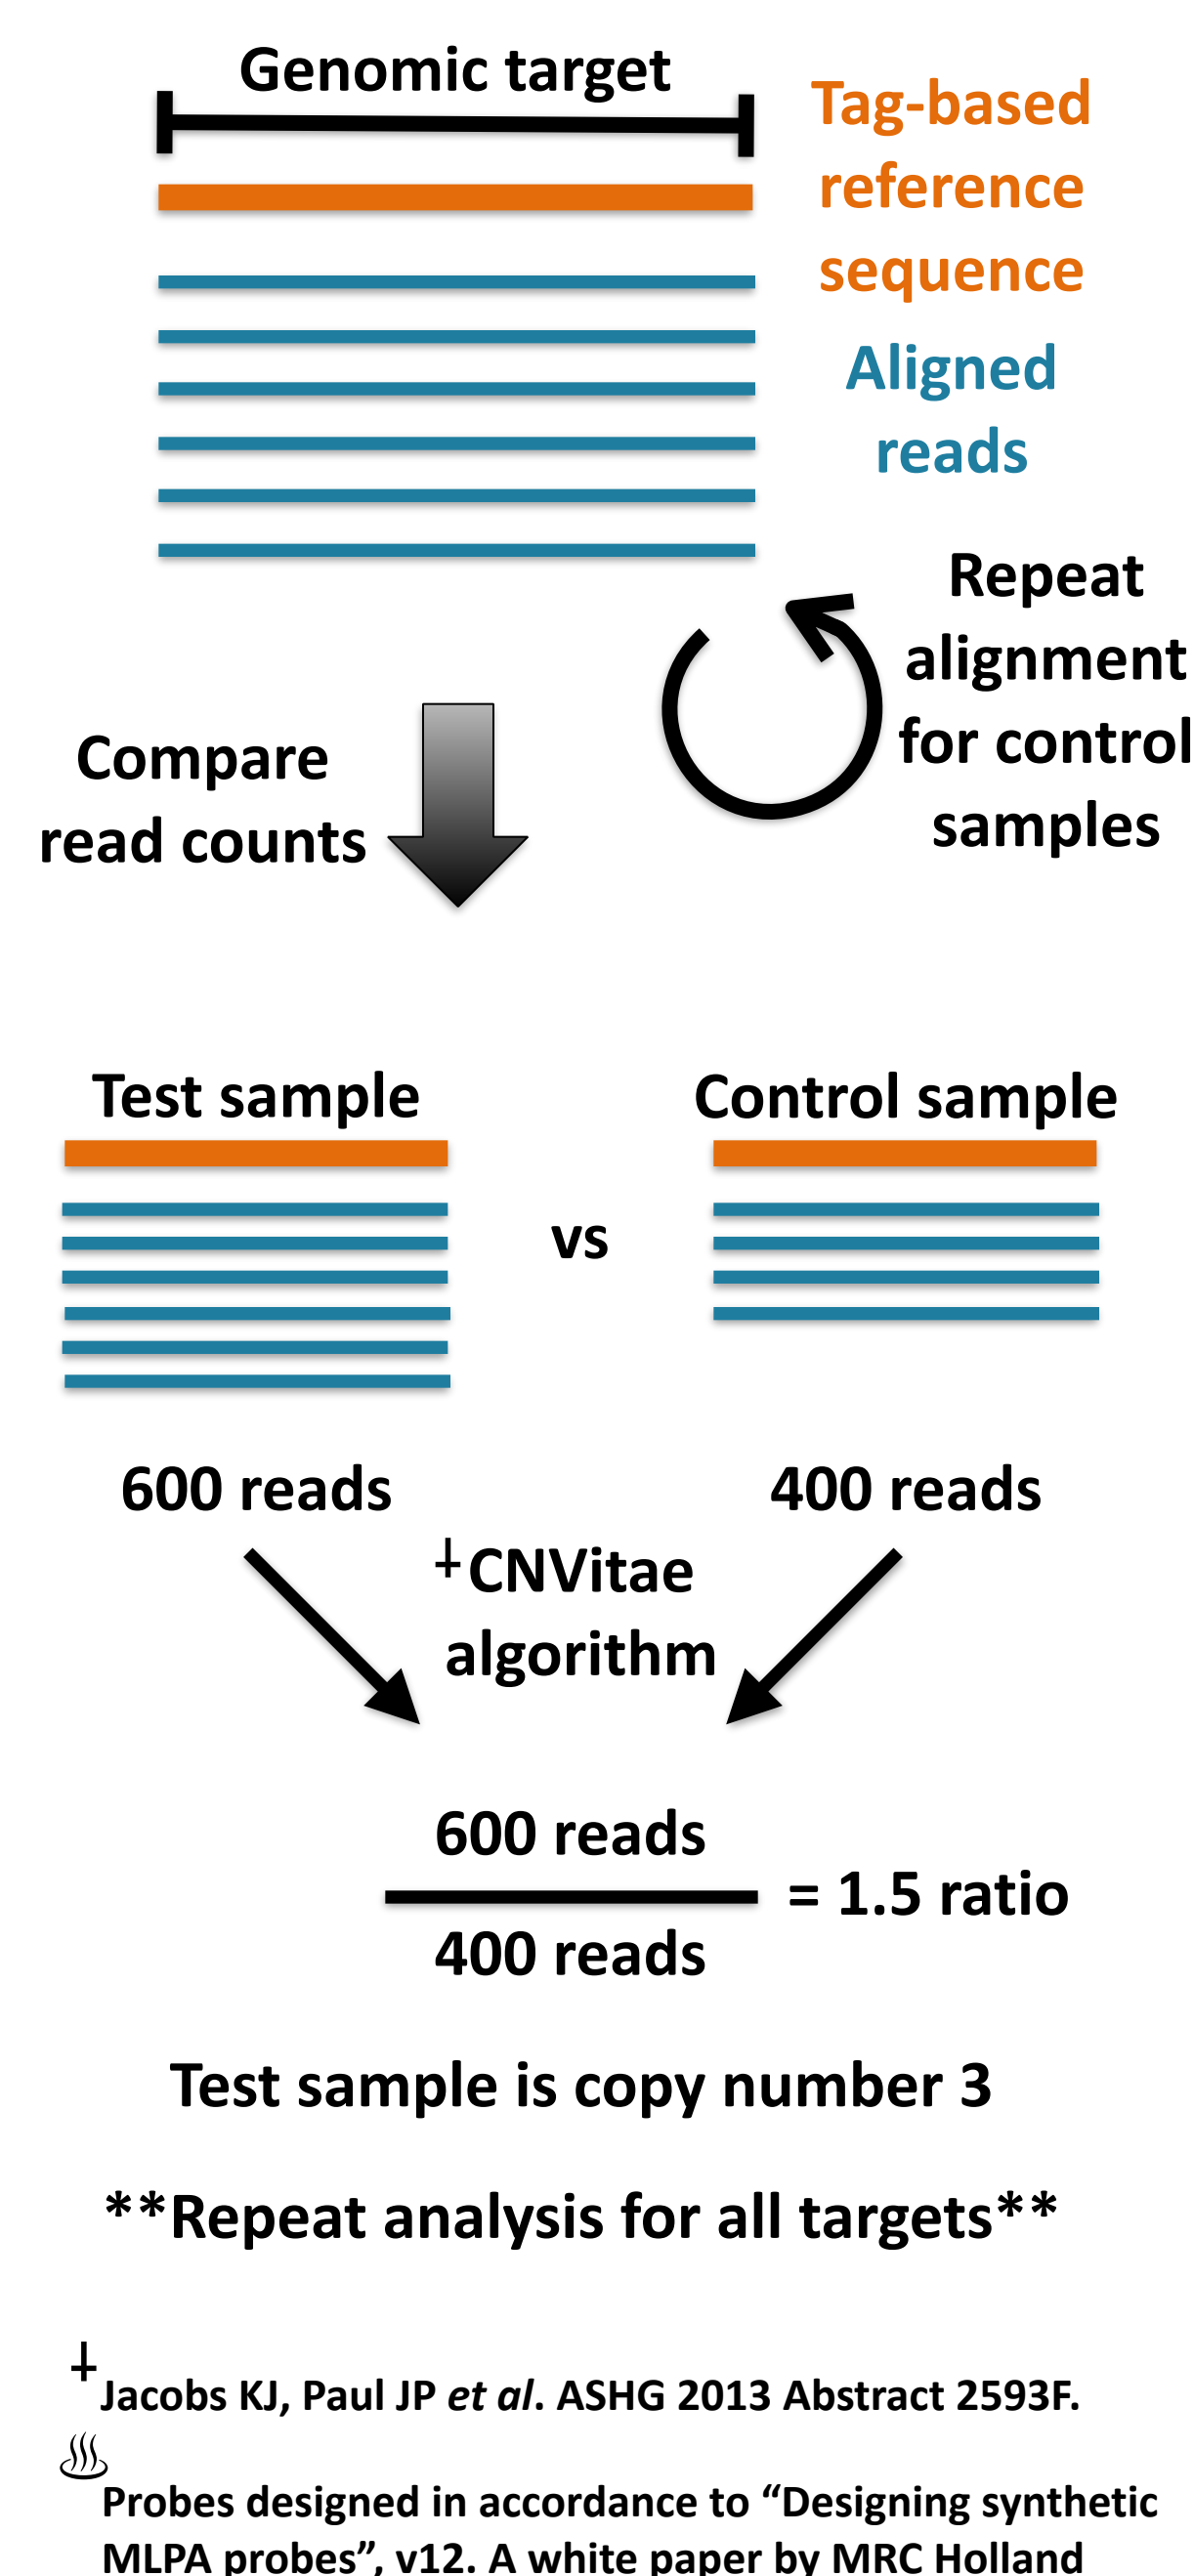 Genomic target
Tag-based
reference
sequence
Aligned
reads
Repeat
alignment
for control
samples
Compare
read counts
Test sample
Control sample
vs
600 reads
400 reads
⸸CNVitae
algorithm
600 reads
400 reads
= 1.5 ratio
Test sample is copy number 3
**Repeat analysis for all targets**
⸸Jacobs KJ, Paul JP et al. ASHG 2013 Abstract 2593F.
♨
Probes designed in accordance to “Designing synthetic
MLPA probes”, v12. A white paper by MRC Holland